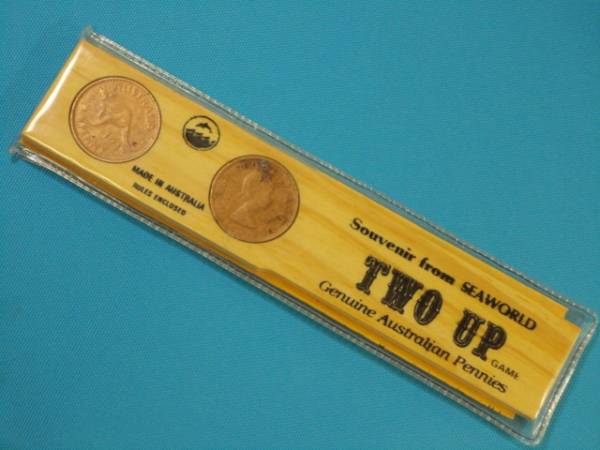 MADE IN AUSTRALIA
RULES ENCLOSED
Souvenir from SEAWORLD
TWO UP
GAME
Genuine Australian Pennies